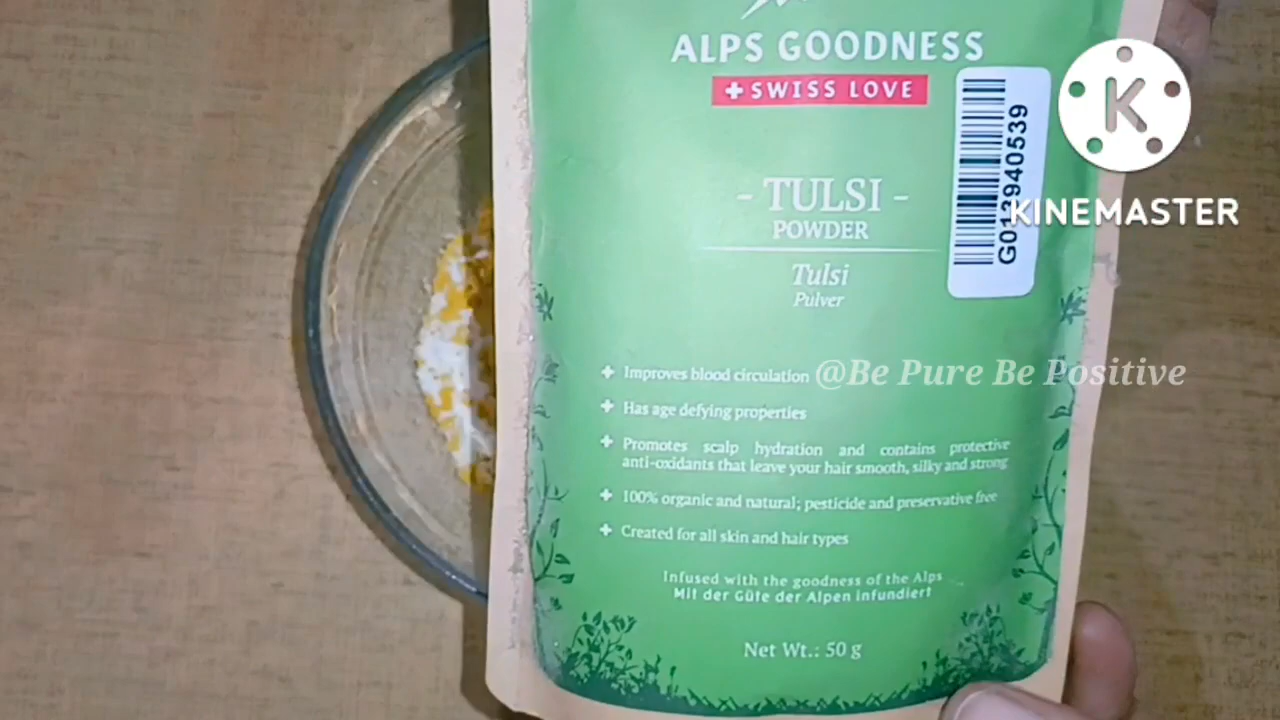 ALPS GOODNESS
SWISS LOVE
- TULSI -
POWDER
Tulsi
Pulver
Improves blood circulation
Has age defying properties
Promotes scalp hydration and contains protective
anti-oxidants that leave your hair smooth, silky and strong
100% organic and natural; pesticide and preservative free
Created for all skin and hair types
Infused with the goodness of the Alps
Mit der Güte der Alpen infundiert
Net Wt.: 50 g
G013940539
K
KINEMASTER
@Be Pure Be Positive